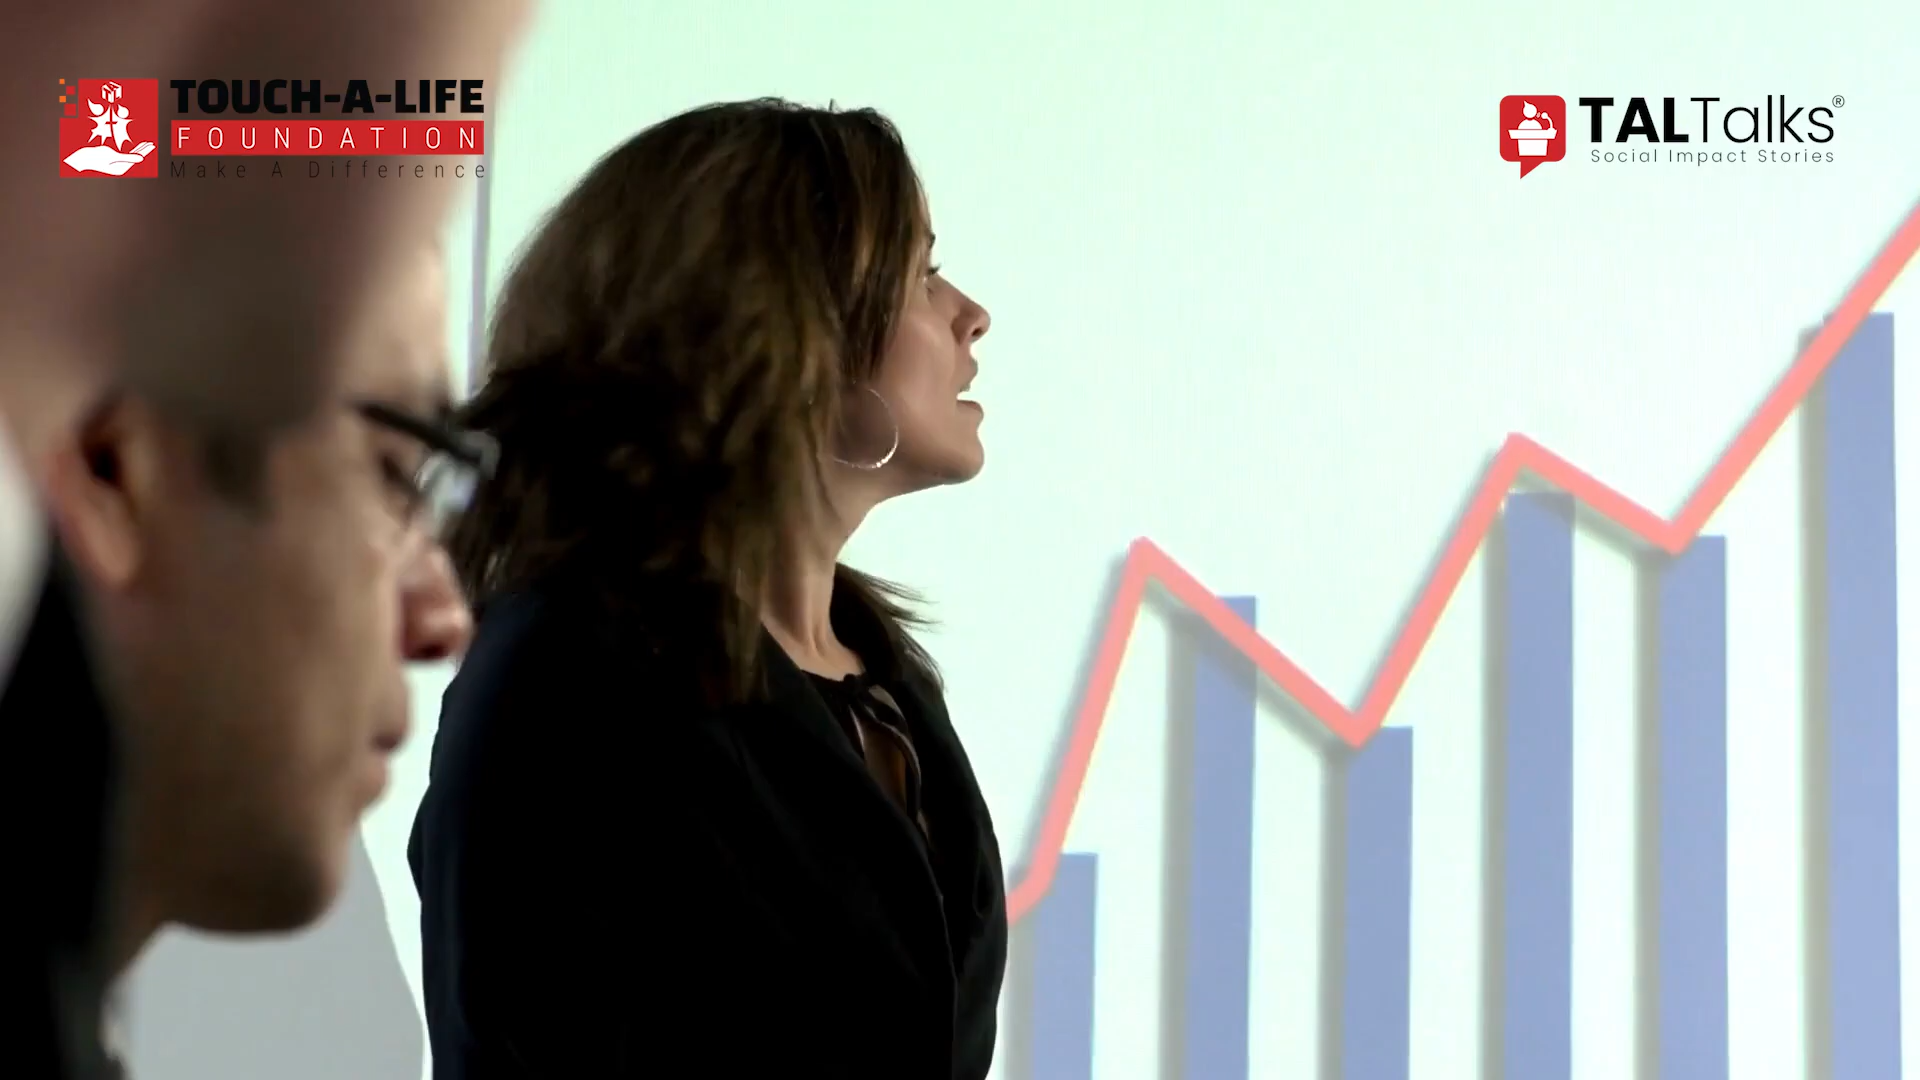 TOUCH-A-LIFE
FOUNDATION
Make A Difference
TALTalks®
Social Impact Stories